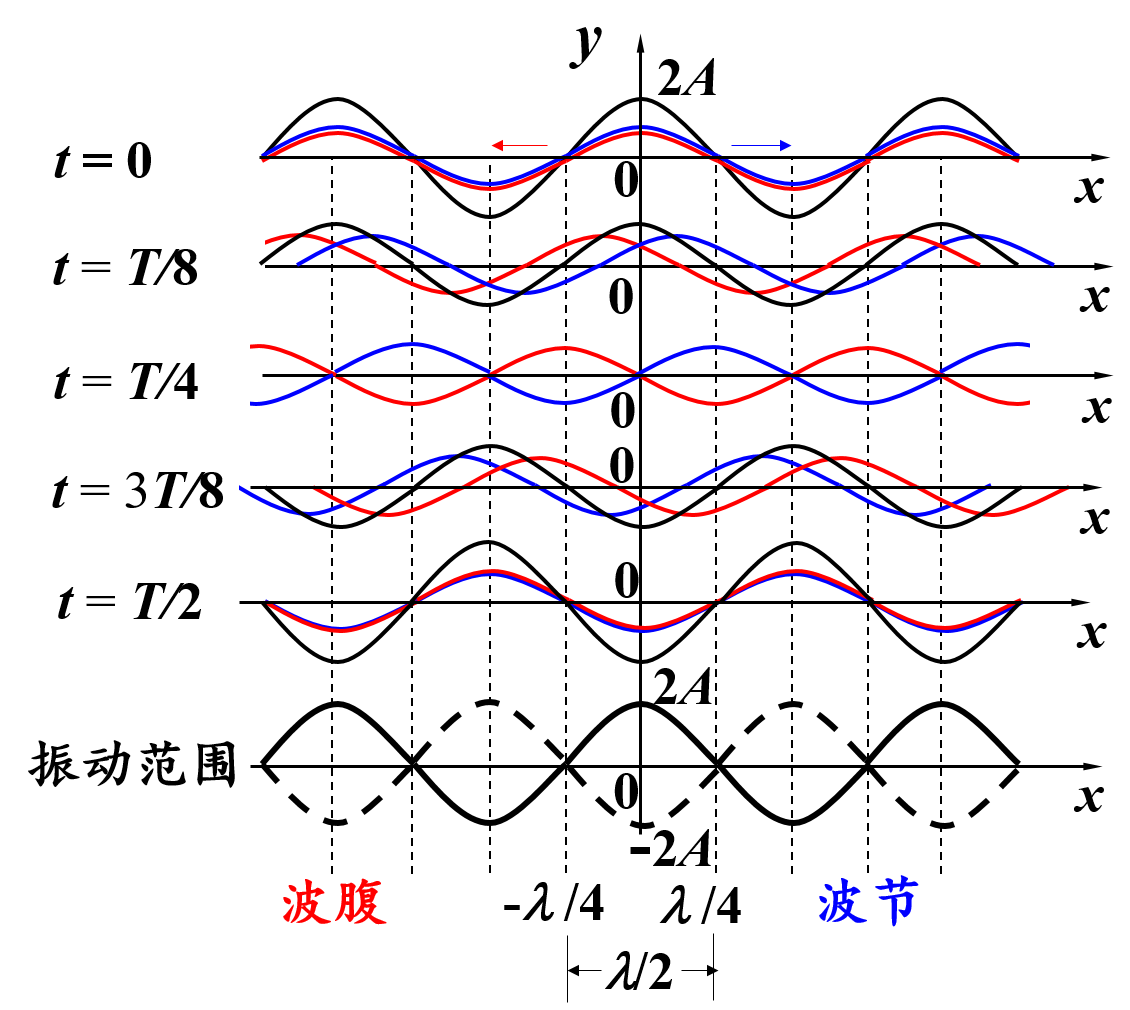 y
2A
t = 0
0
x
t = T/8
0
x
t = T/4
0
x
0
t = 3T/8
x
0
t = T/2
x
2A
振动范围
0
x
-2A
波腹
-λ/4
λ/4
波节
λ/2